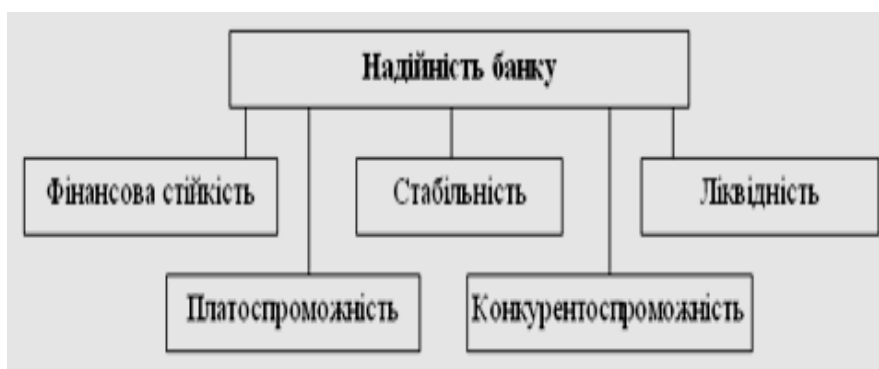 Надійність банку
Фінансова стійкість
Стабільність
Ліквідність
Платоспроможність
Конкурентоспроможність